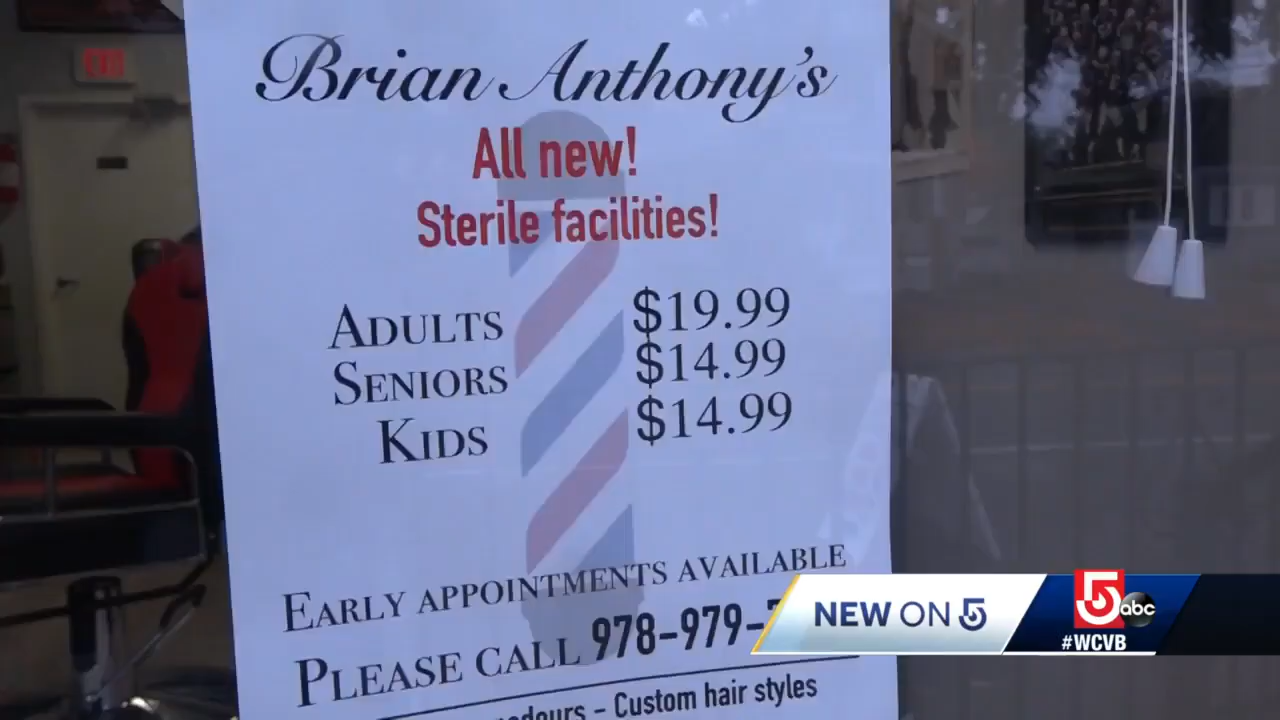 EXIT
Brian Anthony's
All new!
Sterile facilities!
ADULTS $19.99
SENIORS $14.99
KIDS $14.99
EARLY APPOINTMENTS AVAILABLE
PLEASE CALL 978-979-
- Custom hair styles
NEW ON 5
5 abc
#WCVB